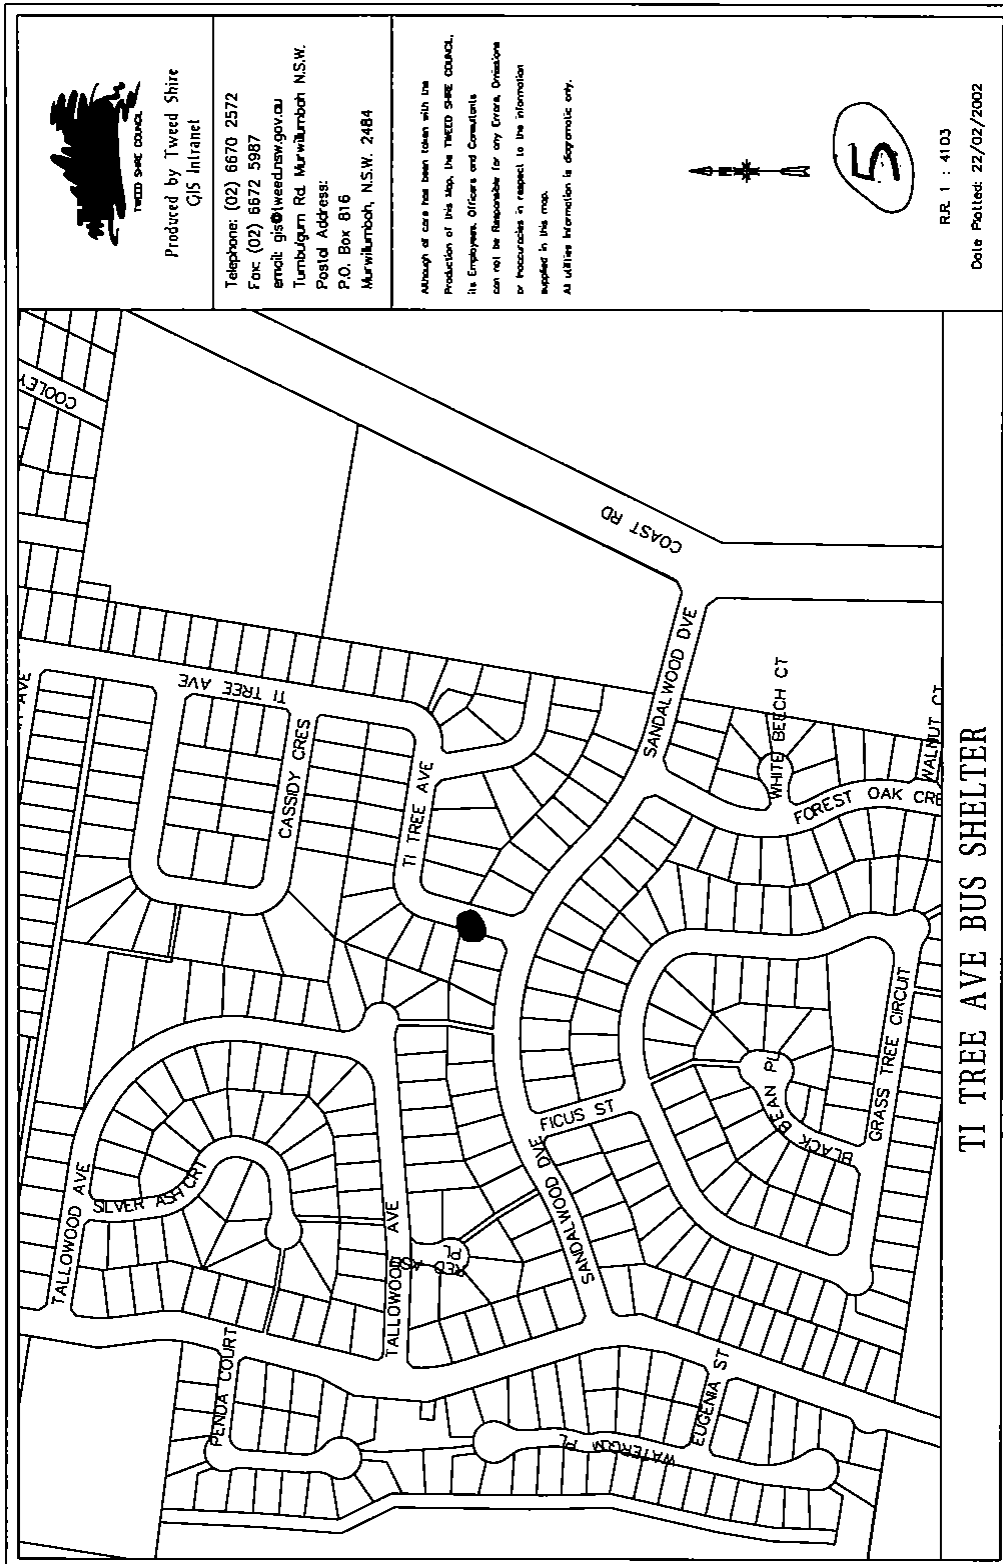 TWEED SHIRE COUNCIL
Produced by Tweed Shire
GIS Intranet
Telephone: (02) 6670 2572
Fax: (02) 6672 5987
email: gis@tweed.nsw.gov.au
Tumbulgum Rd. Murwillumbah N.S.W.
Postal Address:
P.O. Box 816
Murwillumbah, N.S.W. 2484
Although all care has been taken with the
Production of this Map, the TWEED SHIRE COUNCIL,
its Employees, Officers and Consultants
can not be Responsible for any Errors, Omissions
or Inaccuracies in respect to the information
supplied in this map.
All utilities information is diagramatic only.
5
R.R. 1 : 4103
Date Plotted: 22/02/2002
COOLEY
COAST RD
AVE
TI TREE AVE
CASSIDY CRES
TI TREE AVE
SANDALWOOD DVE
WHITE BEECH CT
FOREST OAK CRE
WALNUT CT
TALLOWOOD AVE
SILVER ASH CRT
TALLOWOOD AVE
RED ASH PL
SANDALWOOD DVE
FICUS ST
BLACK BEAN PL
GRASS TREE CIRCUIT
PENDA COURT
WATERGUM PL
EUGENIA ST
TI TREE AVE BUS SHELTER